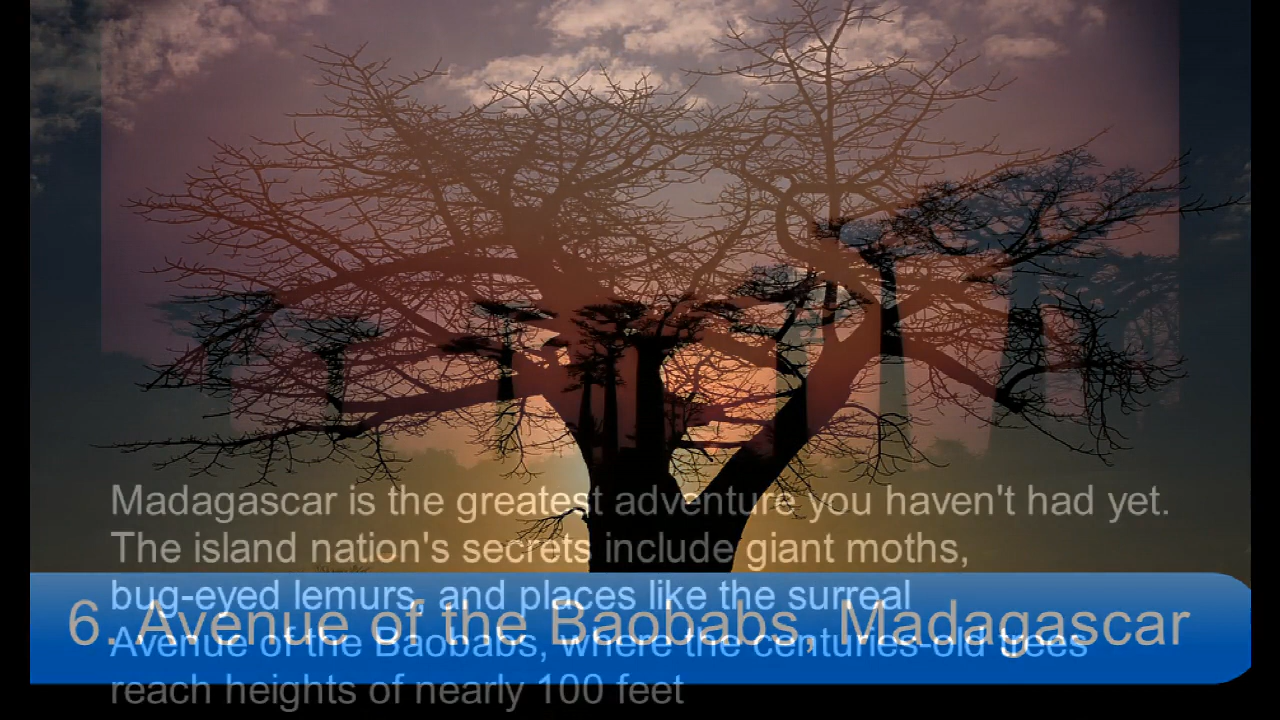 Madagascar is the greatest adventure you haven't had yet.
The island nation's secrets include giant moths,
bug-eyed lemurs, and places like the surreal
6. Avenue of the Baobabs, Madagascar
Avenue of the Baobabs, where the centuries-old trees
reach heights of nearly 100 feet